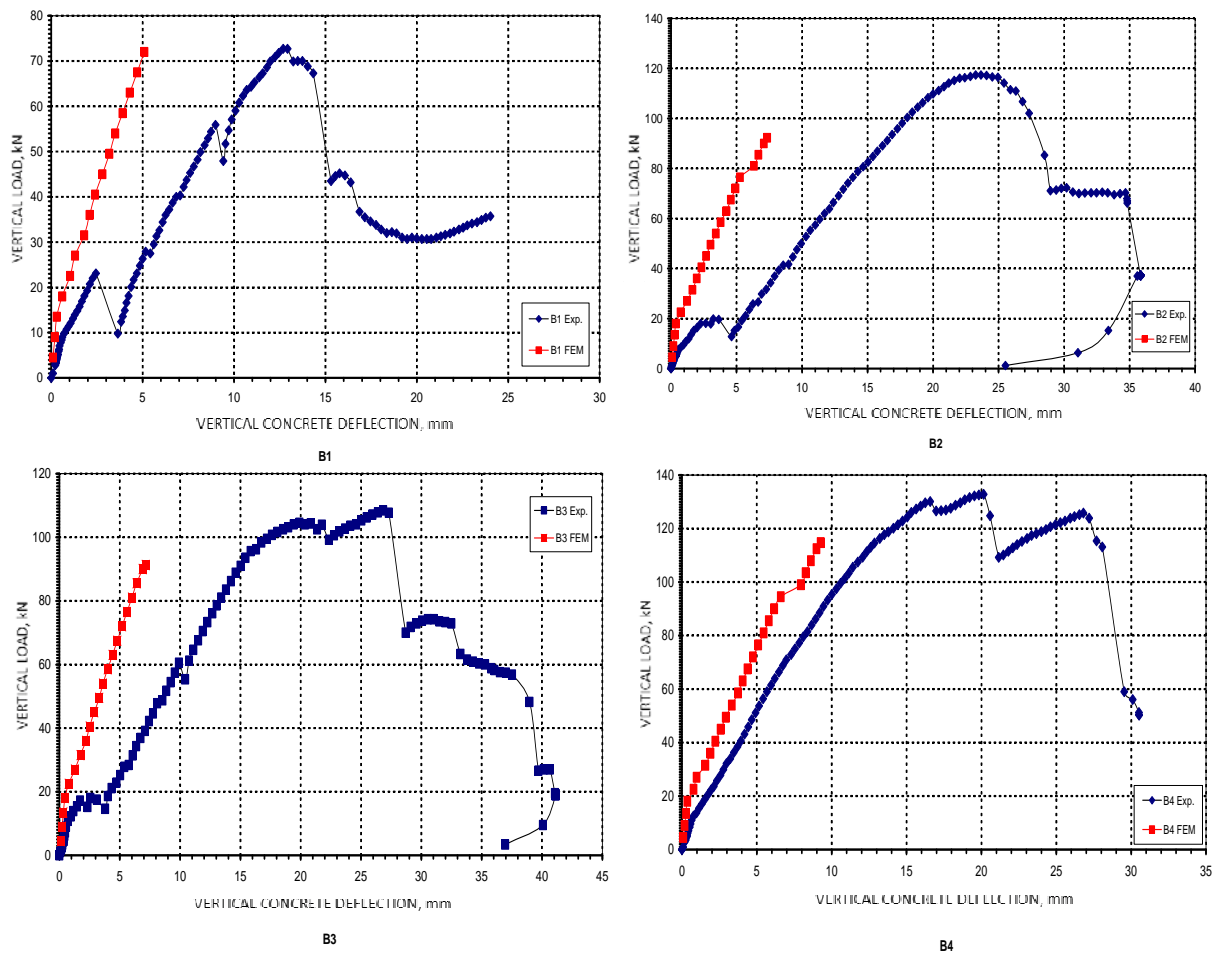 80
70
60
50
40
30
20
10
0
VERTICAL LOAD, kN
0 5 10 15 20 25 30
VERTICAL CONCRETE DEFLECTION, mm
B1 Exp.
B1 FEM
B1
140
120
100
80
60
40
20
0
VERTICAL LOAD, kN
0 5 10 15 20 25 30 35 40
VERTICAL CONCRETE DEFLECTION, mm
B2 Exp.
B2 FEM
B2
120
100
80
60
40
20
0
VERTICAL LOAD, kN
0 5 10 15 20 25 30 35 40 45
VERTICAL CONCRETE DEFLECTION, mm
B3 Exp.
B3 FEM
B3
140
120
100
80
60
40
20
0
VERTICAL LOAD, kN
0 5 10 15 20 25 30 35
VERTICAL CONCRETE DEFLECTION, mm
B4 Exp.
B4 FEM
B4